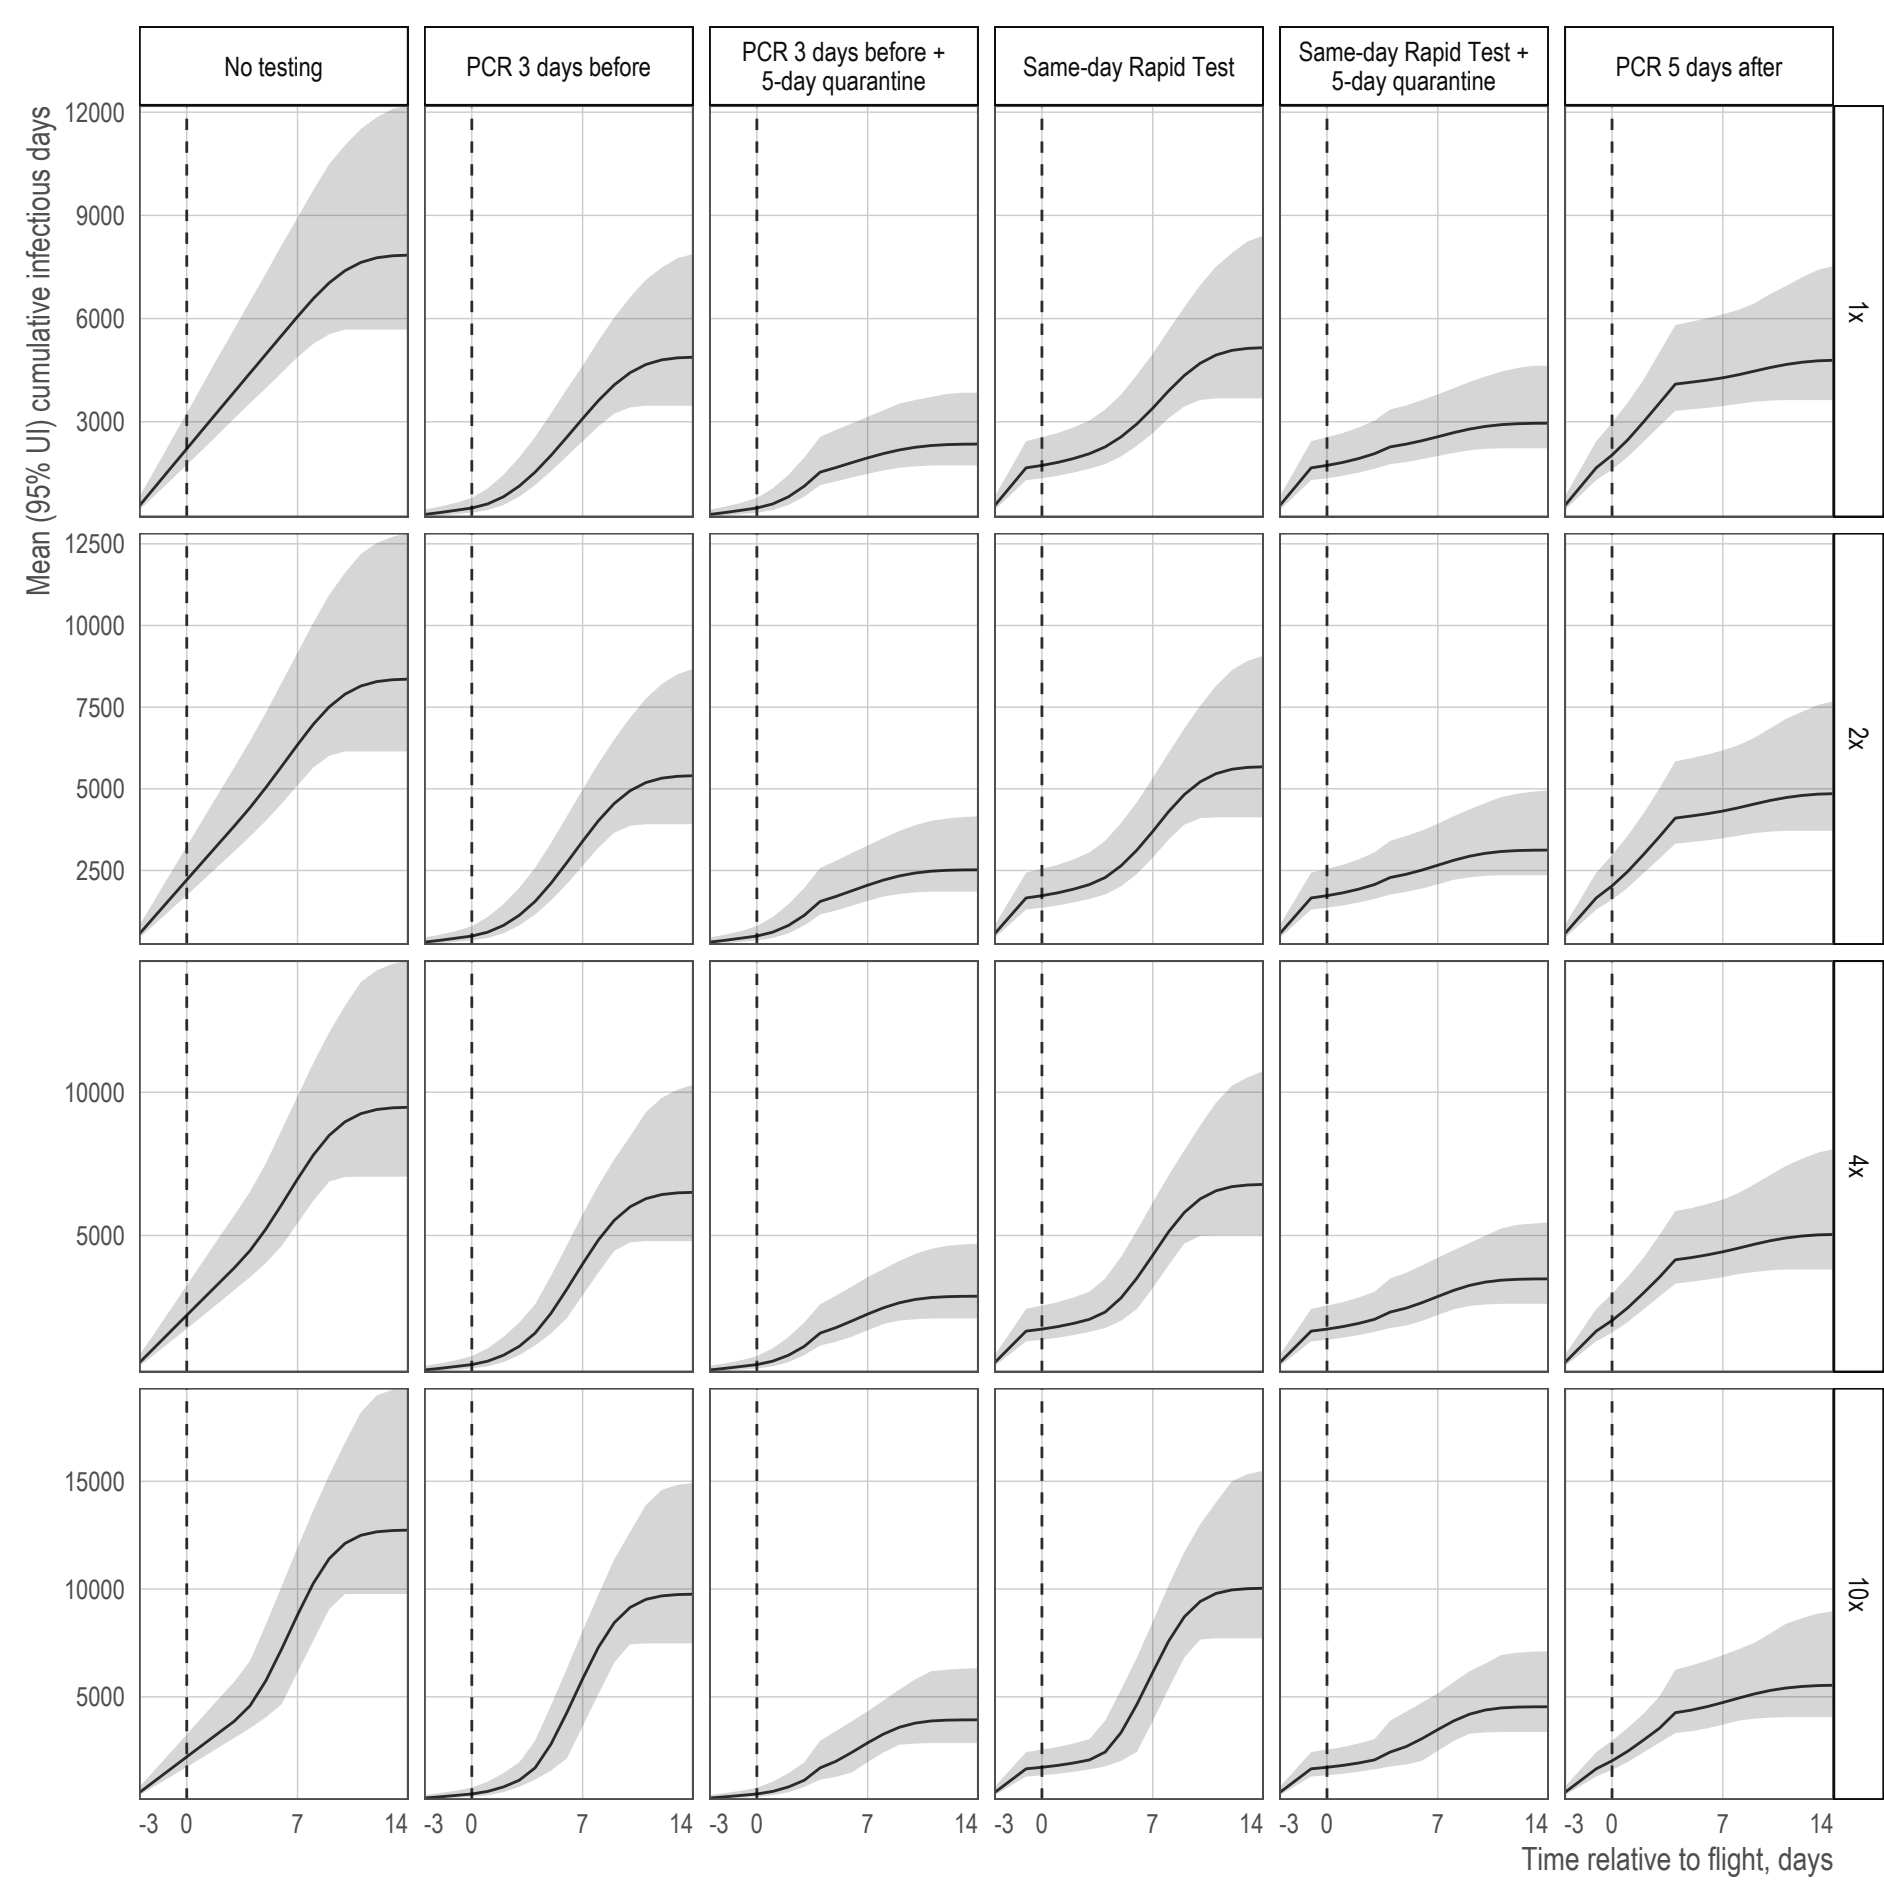 No testing
PCR 3 days before
PCR 3 days before +
5-day quarantine
Same-day Rapid Test
Same-day Rapid Test +
5-day quarantine
PCR 5 days after
Mean (95% UI) cumulative infectious days
12000
9000
6000
3000
1x
12500
10000
7500
5000
2500
2x
10000
5000
4x
15000
10000
5000
10x
-3 0 7 14
-3 0 7 14
-3 0 7 14
-3 0 7 14
-3 0 7 14
-3 0 7 14
Time relative to flight, days